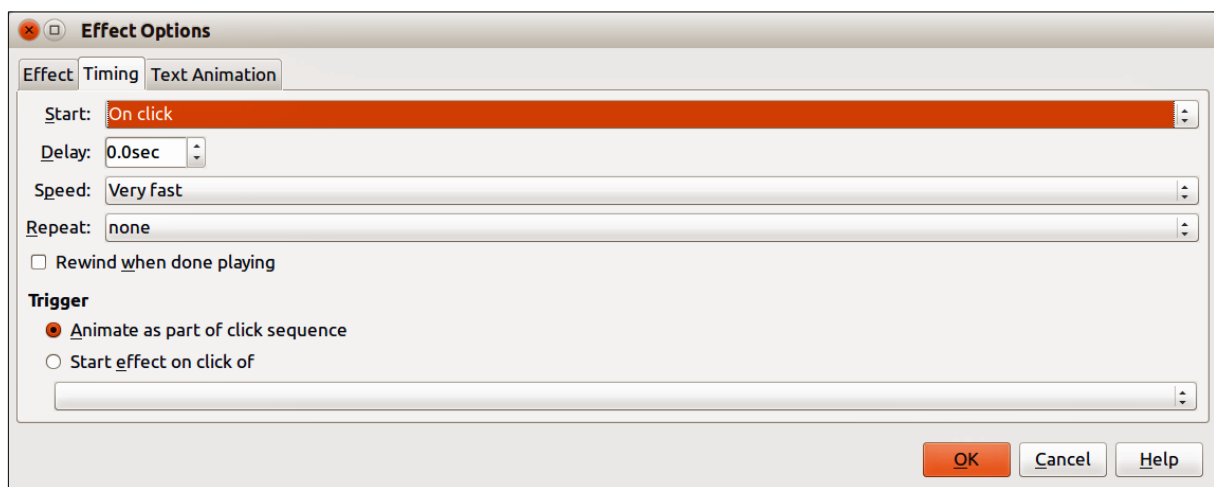 Effect Options
Effect Timing Text Animation
Start: On click
Delay: 0.0sec
Speed: Very fast
Repeat: none
Rewind when done playing
Trigger
Animate as part of click sequence
Start effect on click of
OK Cancel Help